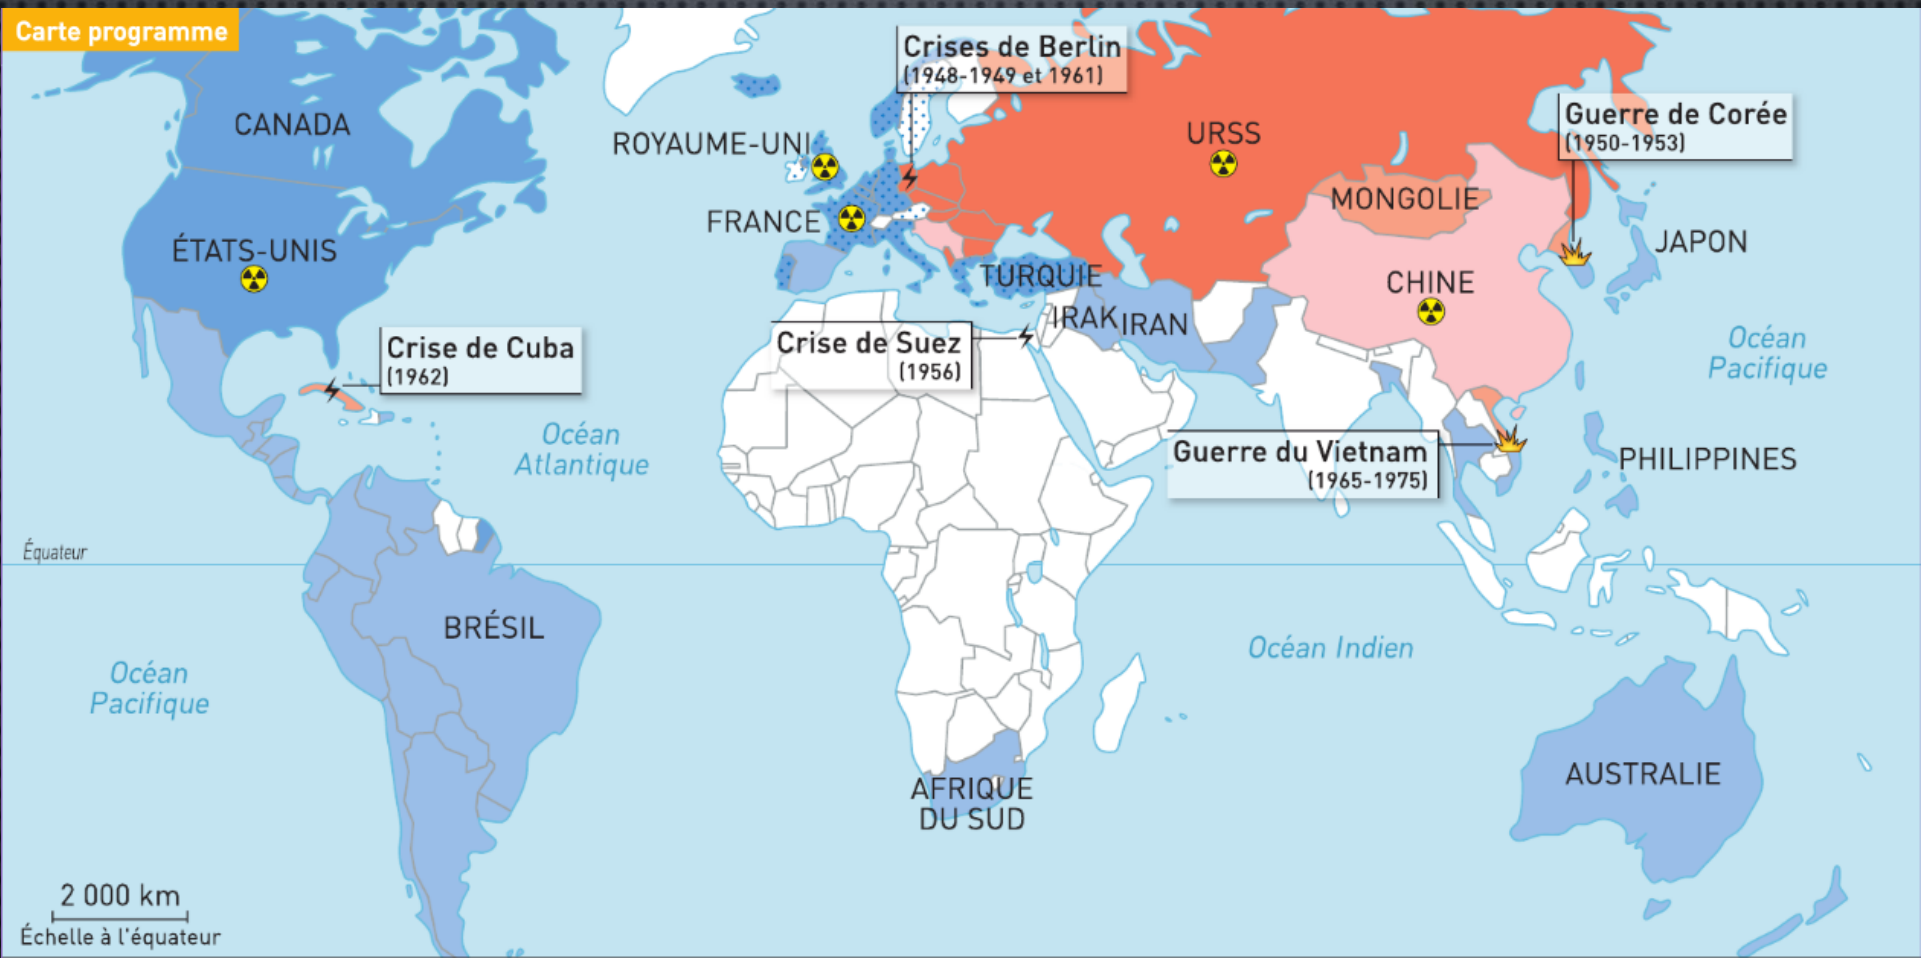 Carte programme
Crises de Berlin
(1948-1949 et 1961)
CANADA
Guerre de Corée
(1950-1953)
ROYAUME-UNI
URSS
MONGOLIE
FRANCE
ÉTATS-UNIS
JAPON
TURQUIE
CHINE
IRAK
IRAN
Crise de Suez
(1956)
Crise de Cuba
(1962)
Océan
Pacifique
Océan
Atlantique
Guerre du Vietnam
(1965-1975)
PHILIPPINES
Équateur
BRÉSIL
Océan Indien
Océan
Pacifique
AUSTRALIE
AFRIQUE
DU SUD
2 000 km
Échelle à l'équateur